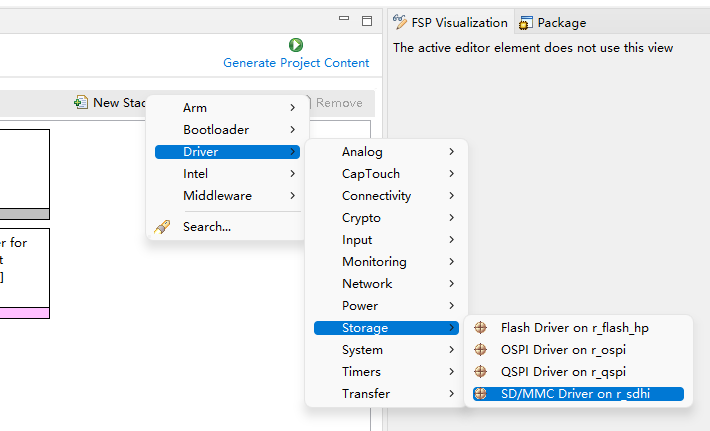 FSP Visualization
Package
The active editor element does not use this view
Generate Project Content
New Stac
Remove
er for
t
]
Arm
Bootloader
Driver
Intel
Middleware
Search...
Analog
CapTouch
Connectivity
Crypto
Input
Monitoring
Network
Power
Storage
System
Timers
Transfer
Flash Driver on r_flash_hp
OSPI Driver on r_ospi
QSPI Driver on r_qspi
SD/MMC Driver on r_sdhi